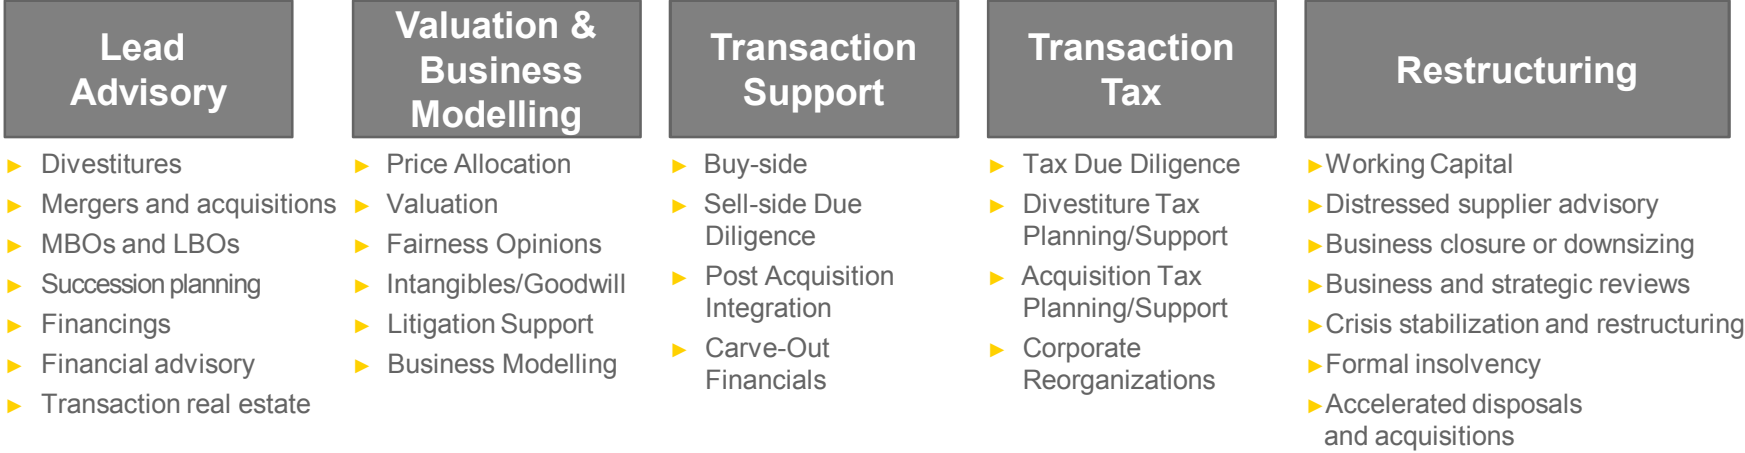 Lead
Advisory
► Divestitures
► Mergers and acquisitions
► MBOs and LBOs
► Succession planning
► Financings
► Financial advisory
► Transaction real estate
Valuation &
Business
Modelling
► Price Allocation
► Valuation
► Fairness Opinions
► Intangibles/Goodwill
► Litigation Support
► Business Modelling
Transaction
Support
► Buy-side
► Sell-side Due
Diligence
► Post Acquisition
Integration
► Carve-Out
Financials
Transaction
Tax
► Tax Due Diligence
► Divestiture Tax
Planning/Support
► Acquisition Tax
Planning/Support
► Corporate
Reorganizations
Restructuring
►Working Capital
►Distressed supplier advisory
►Business closure or downsizing
►Business and strategic reviews
►Crisis stabilization and restructuring
►Formal insolvency
►Accelerated disposals
and acquisitions